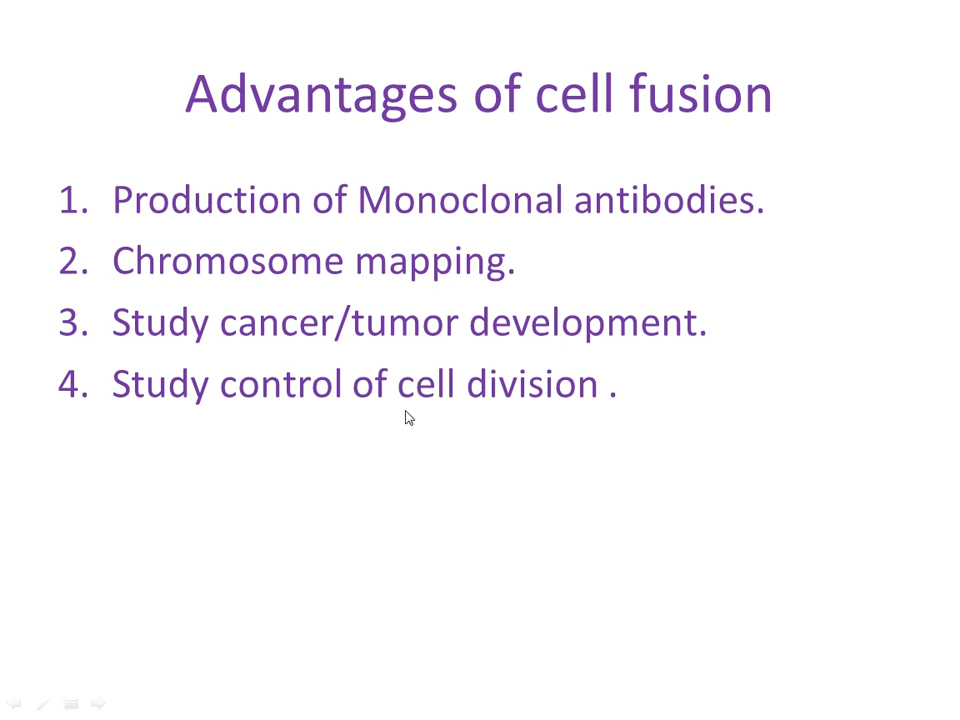 Advantages of cell fusion
1. Production of Monoclonal antibodies.
2. Chromosome mapping.
3. Study cancer/tumor development.
4. Study control of cell division .